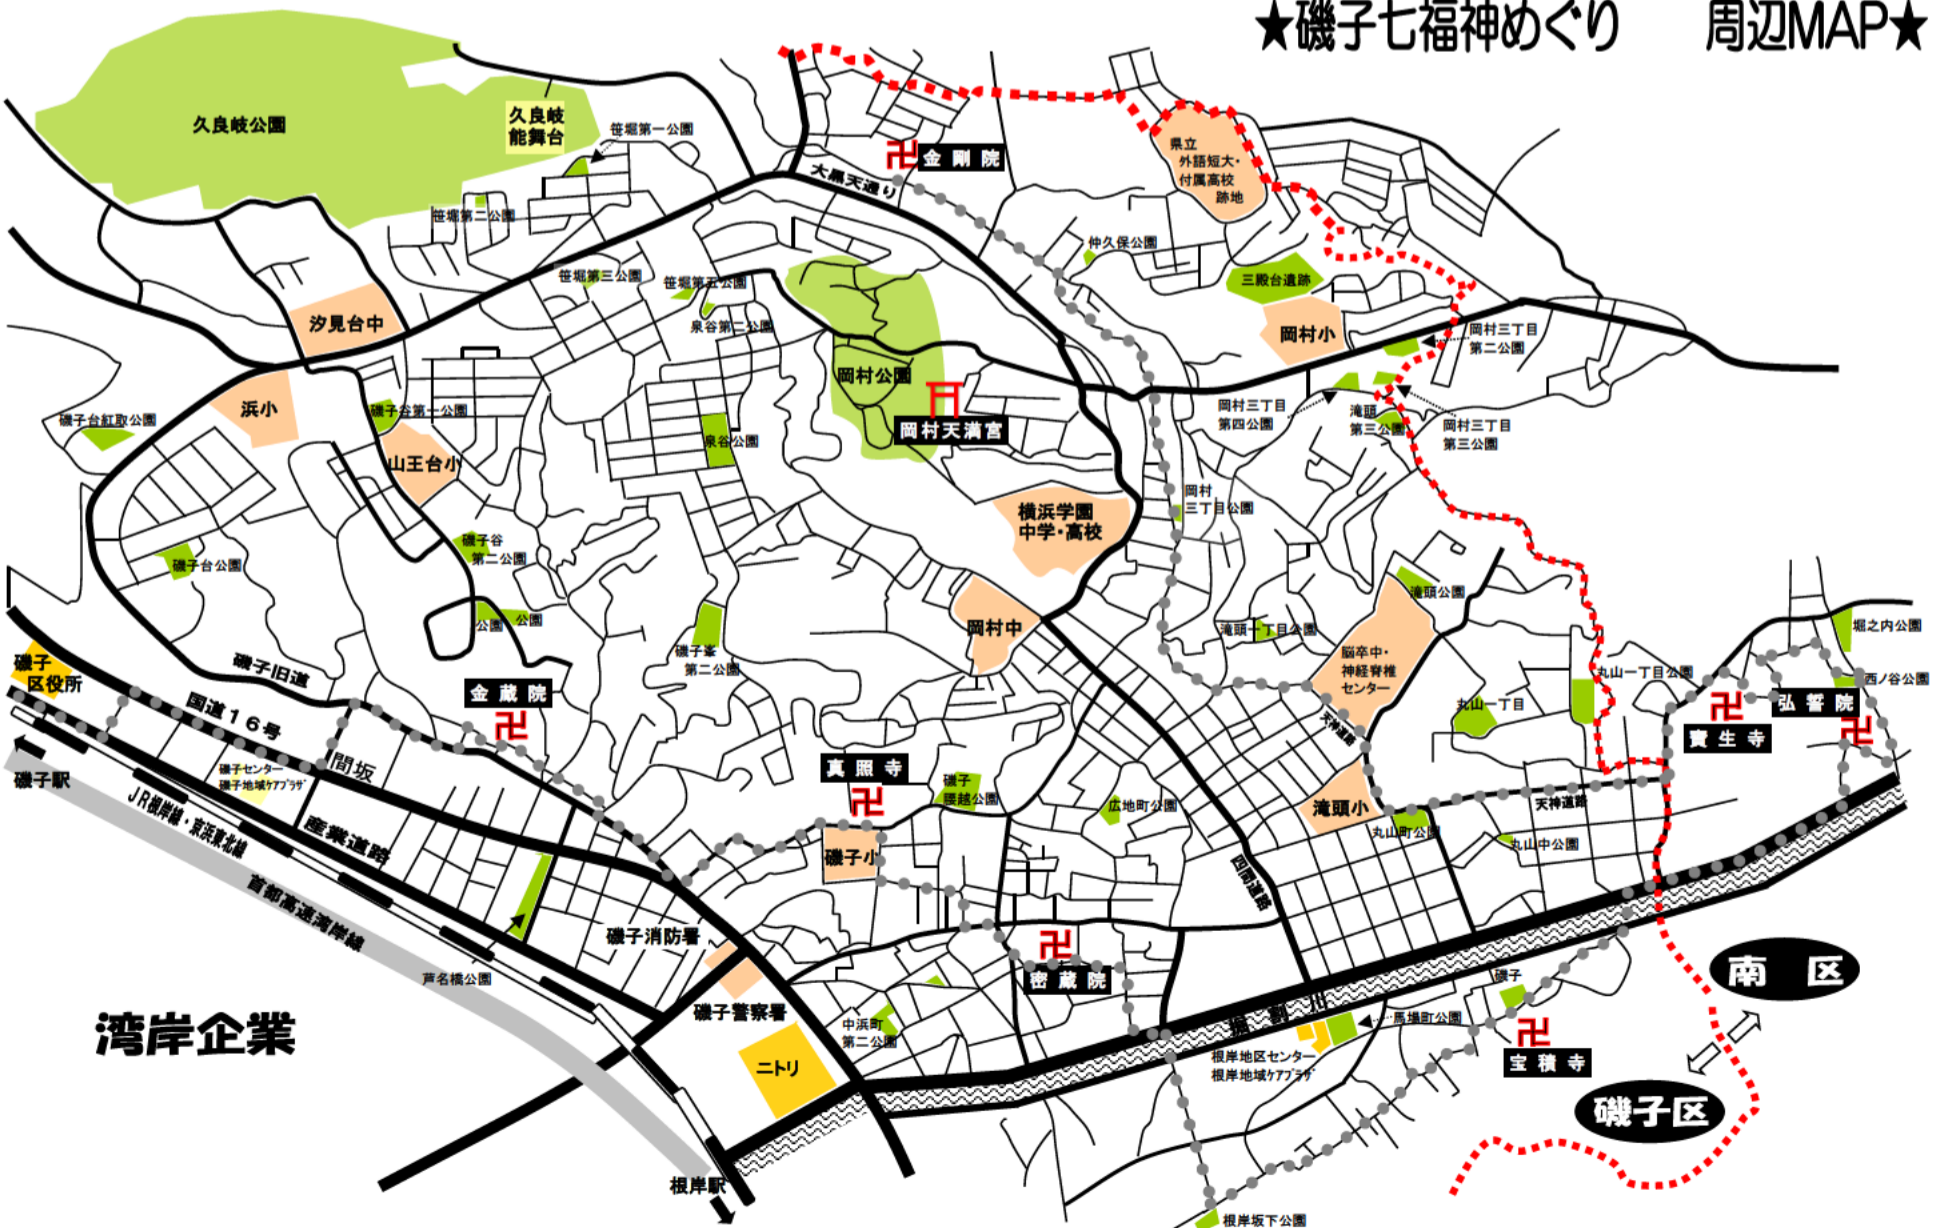 ★磯子七福神めぐり　周辺MAP★
久良岐公園
久良岐
能舞台
笹堀第一公園
笹堀第二公園
大黒天通り
金剛院
県立
外語短大・
付属高校
跡地
仲久保公園
三殿台遺跡
笹堀第三公園
笹堀第五公園
泉谷第二公園
汐見台中
岡村小
岡村三丁目
第二公園
岡村公園
岡村天満宮
浜小
磯子台紅取公園
磯子谷第一公園
山王台小
泉谷公園
岡村三丁目
第四公園
滝頭
第三公園
岡村三丁目
第三公園
横浜学園
中学・高校
岡村
三丁目公園
磯子谷
第二公園
磯子台公園
公園
公園
岡村中
滝頭公園
滝頭一丁目公園
磯子峯
第二公園
脳卒中・
神経脊椎
センター
堀之内公園
丸山一丁目公園
西ノ谷公園
丸山一丁目
弘誓院
寳生寺
磯子
区役所
磯子旧道
国道16号
金蔵院
天神道路
間坂
磯子駅
磯子センター
磯子地域ケアプラザ
真照寺
磯子
腰越公園
広地町公園
滝頭小
天神道路
丸山町公園
丸山中公園
JR根岸線・京浜東北線
産業道路
磯子小
四間道路
首都高速湾岸線
磯子消防署
芦名橋公園
密蔵院
磯子警察署
中浜町
第二公園
堀割川
馬場町公園
磯子
南区
湾岸企業
ニトリ
根岸地区センター
根岸地域ケアプラザ
宝積寺
磯子区
根岸駅
根岸坂下公園